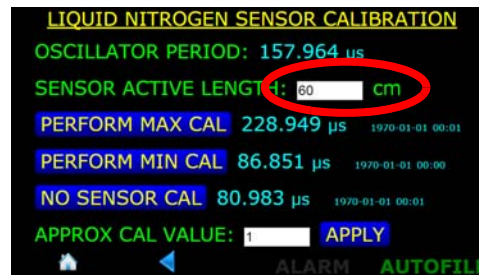 LIQUID NITROGEN SENSOR CALIBRATION
OSCILLATOR PERIOD: 157.964 us
SENSOR ACTIVE LENGTH: 60 cm
PERFORM MAX CAL 228.949 µs 1970-01-01 00:01
PERFORM MIN CAL 86.851 µs 1970-01-01 00:00
NO SENSOR CAL 80.983 µs 1970-01-01 00:01
APPROX CAL VALUE: 1 APPLY
ALARM AUTOFILL